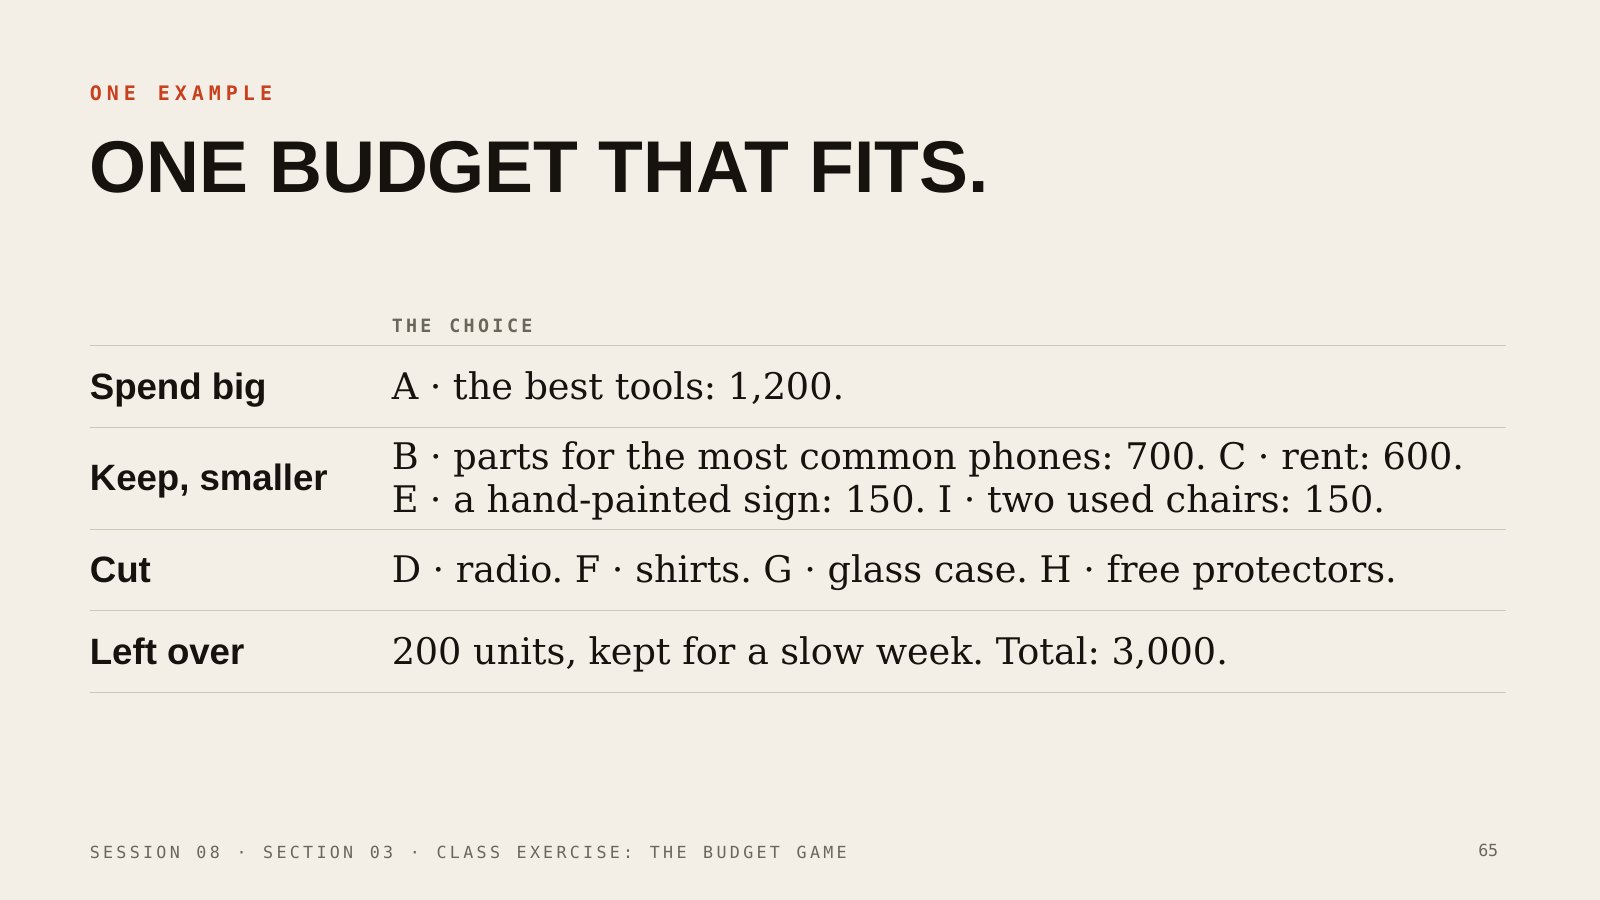 ONE EXAMPLE
ONE BUDGET THAT FITS.
THE CHOICE
Spend big
A · the best tools: 1,200.
Keep, smaller
B · parts for the most common phones: 700. C · rent: 600.
E · a hand-painted sign: 150. I · two used chairs: 150.
Cut
D · radio. F · shirts. G · glass case. H · free protectors.
Left over
200 units, kept for a slow week. Total: 3,000.
SESSION 08 · SECTION 03 · CLASS EXERCISE: THE BUDGET GAME
65